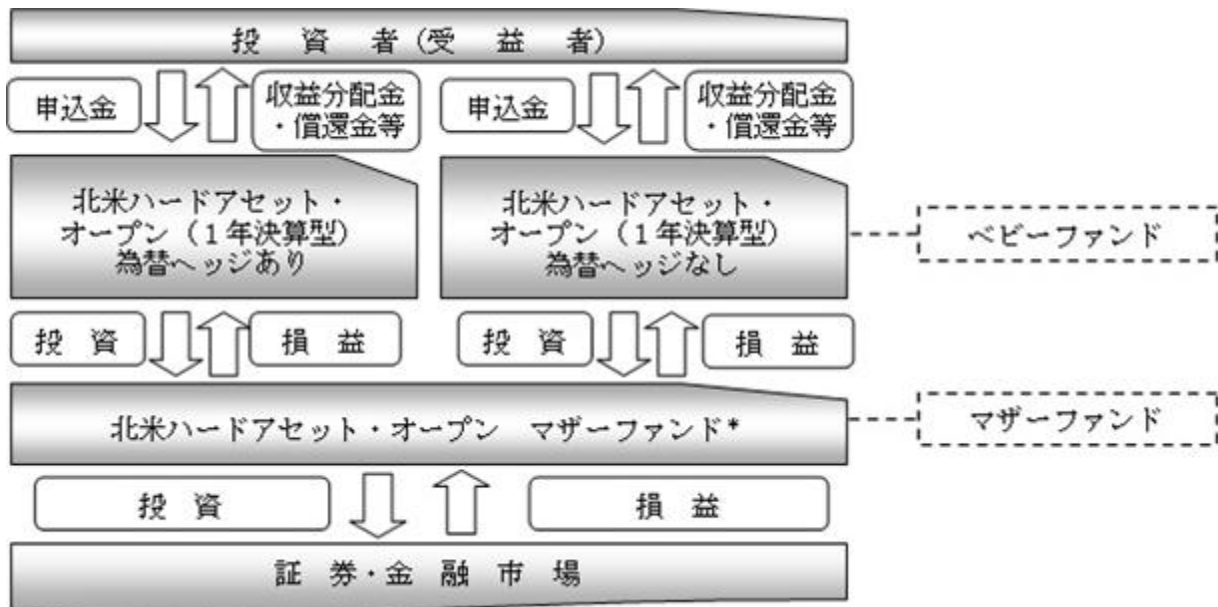 投資者(受益者)
申込金
収益分配金
・償還金等
申込金
収益分配金
・償還金等
北米ハードアセット・
オープン(1年決算型)
為替ヘッジあり
北米ハードアセット・
オープン(1年決算型)
為替ヘッジなし
ベビーファンド
投資
損益
投資
損益
北米ハードアセット・オープン マザーファンド*
マザーファンド
投資
損益
証券・金融市場